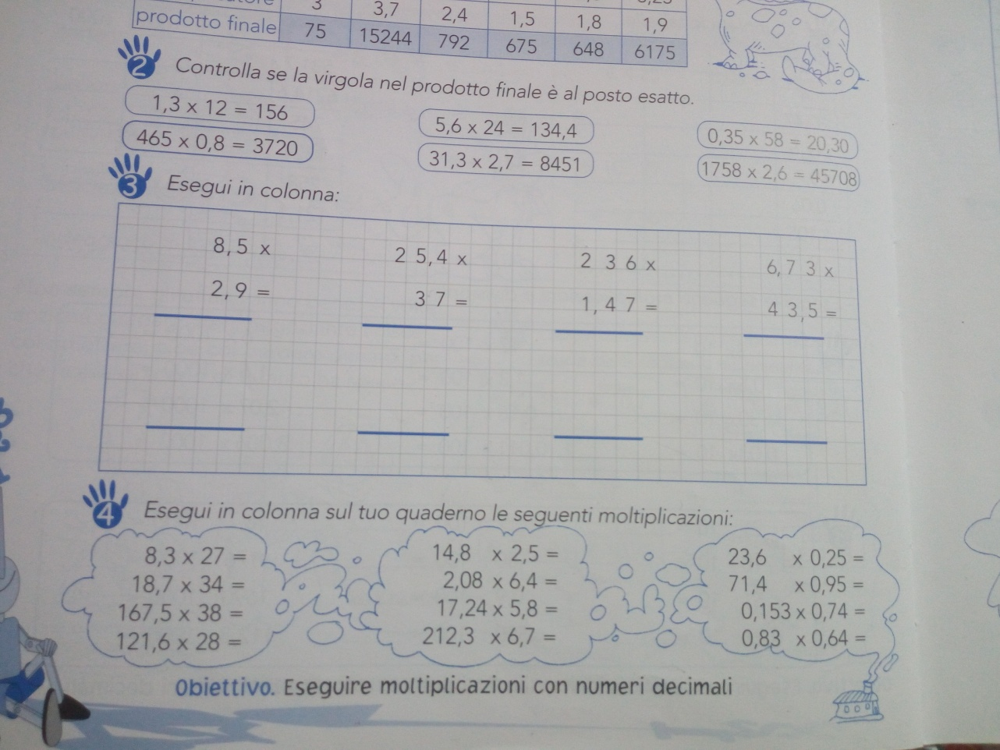 3 3,7 2,4 1,5 1,8 1,9
prodotto finale 75 15244 792 675 648 6175
2 Controlla se la virgola nel prodotto finale è al posto esatto.
1,3 x 12 = 156
465 x 0,8 = 3720
5,6 x 24 = 134,4
31,3 x 2,7 = 8451
0,35 x 58 = 20,30
1758 x 2,6 = 45708
3 Esegui in colonna:
8,5 x
2,9 =
2 5,4 x
3 7 =
2 3 6 x
1,4 7 =
6,7 3 x
4 3,5 =
4 Esegui in colonna sul tuo quaderno le seguenti moltiplicazioni:
8,3 x 27 =
18,7 x 34 =
167,5 x 38 =
121,6 x 28 =
14,8 x 2,5 =
2,08 x 6,4 =
17,24 x 5,8 =
212,3 x 6,7 =
23,6 x 0,25 =
71,4 x 0,95 =
0,153 x 0,74 =
0,83 x 0,64 =
Obiettivo. Eseguire moltiplicazioni con numeri decimali